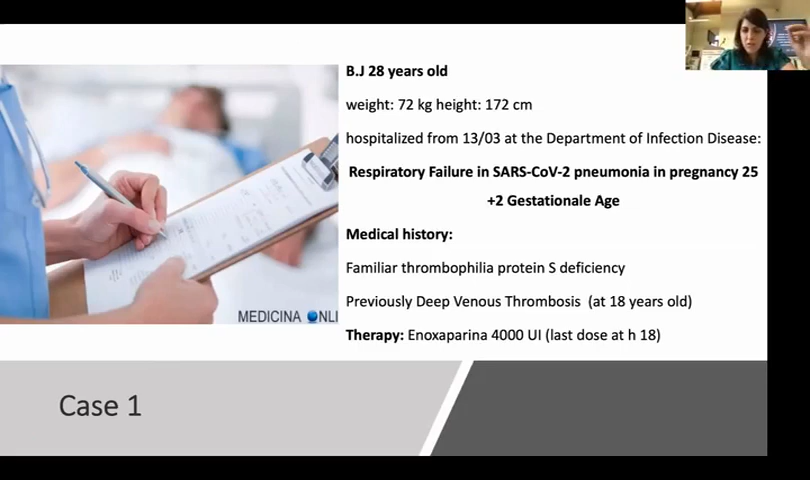 B.J 28 years old
weight: 72 kg height: 172 cm
hospitalized from 13/03 at the Department of Infection Disease:
Respiratory Failure in SARS-CoV-2 pneumonia in pregnancy 25
+2 Gestationale Age
Medical history:
Familiar thrombophilia protein S deficiency
Previously Deep Venous Thrombosis (at 18 years old)
Therapy: Enoxaparina 4000 UI (last dose at h 18)
MEDICINA ONLI
Case 1